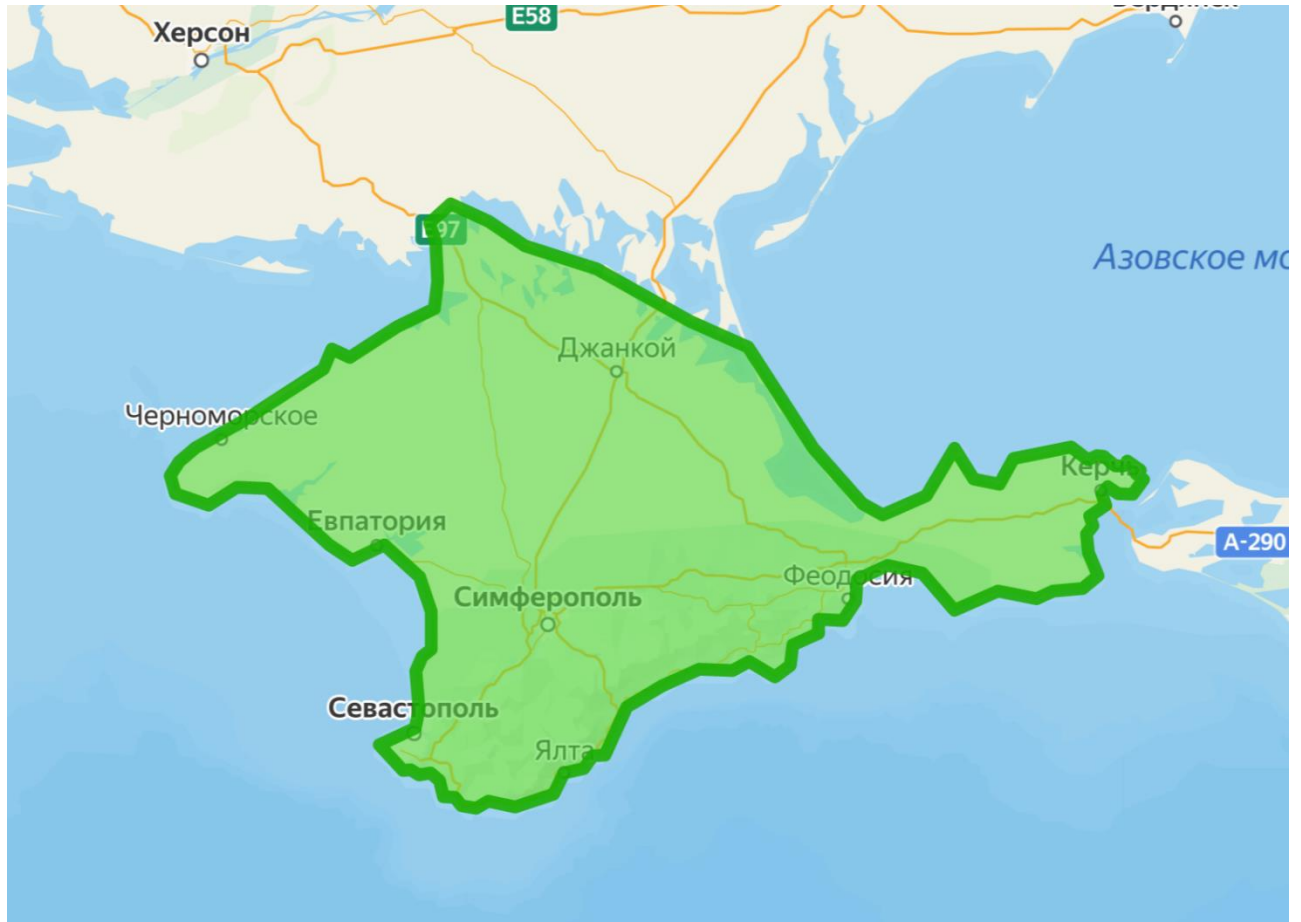 E58
Херсон
E97
Азовское мо
Джанкой
Черноморское
Керчь
Евпатория
А-290
Феодосия
Симферополь
Севастополь
Ялта